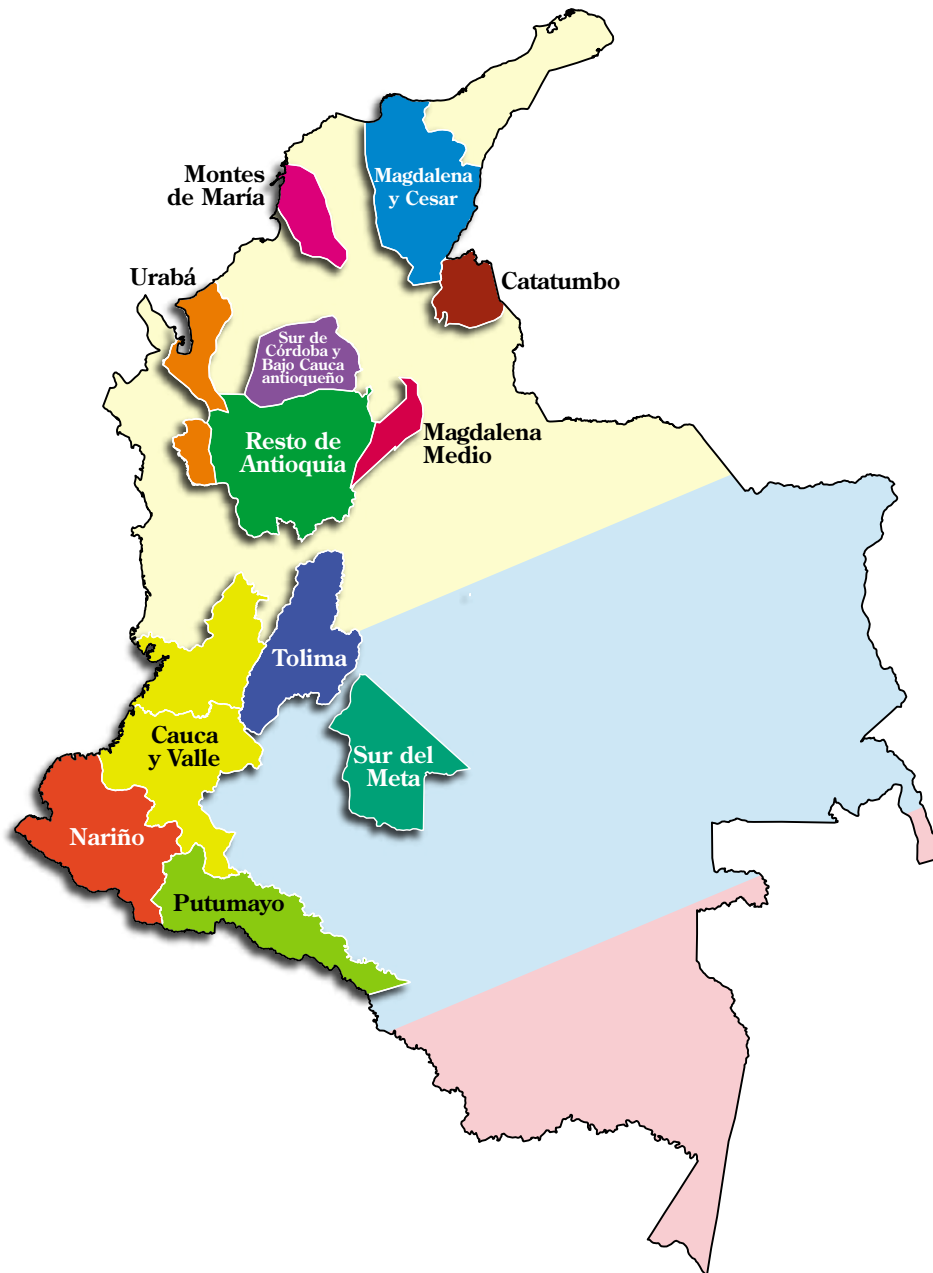 Magdalena
y Cesar
Montes
de María
Urabá
Catatumbo
Sur de
Córdoba y
Bajo Cauca
antioqueño
Resto de
Antioquia
Magdalena
Medio
Tolima
Cauca
y Valle
Sur del
Meta
Nariño
Putumayo